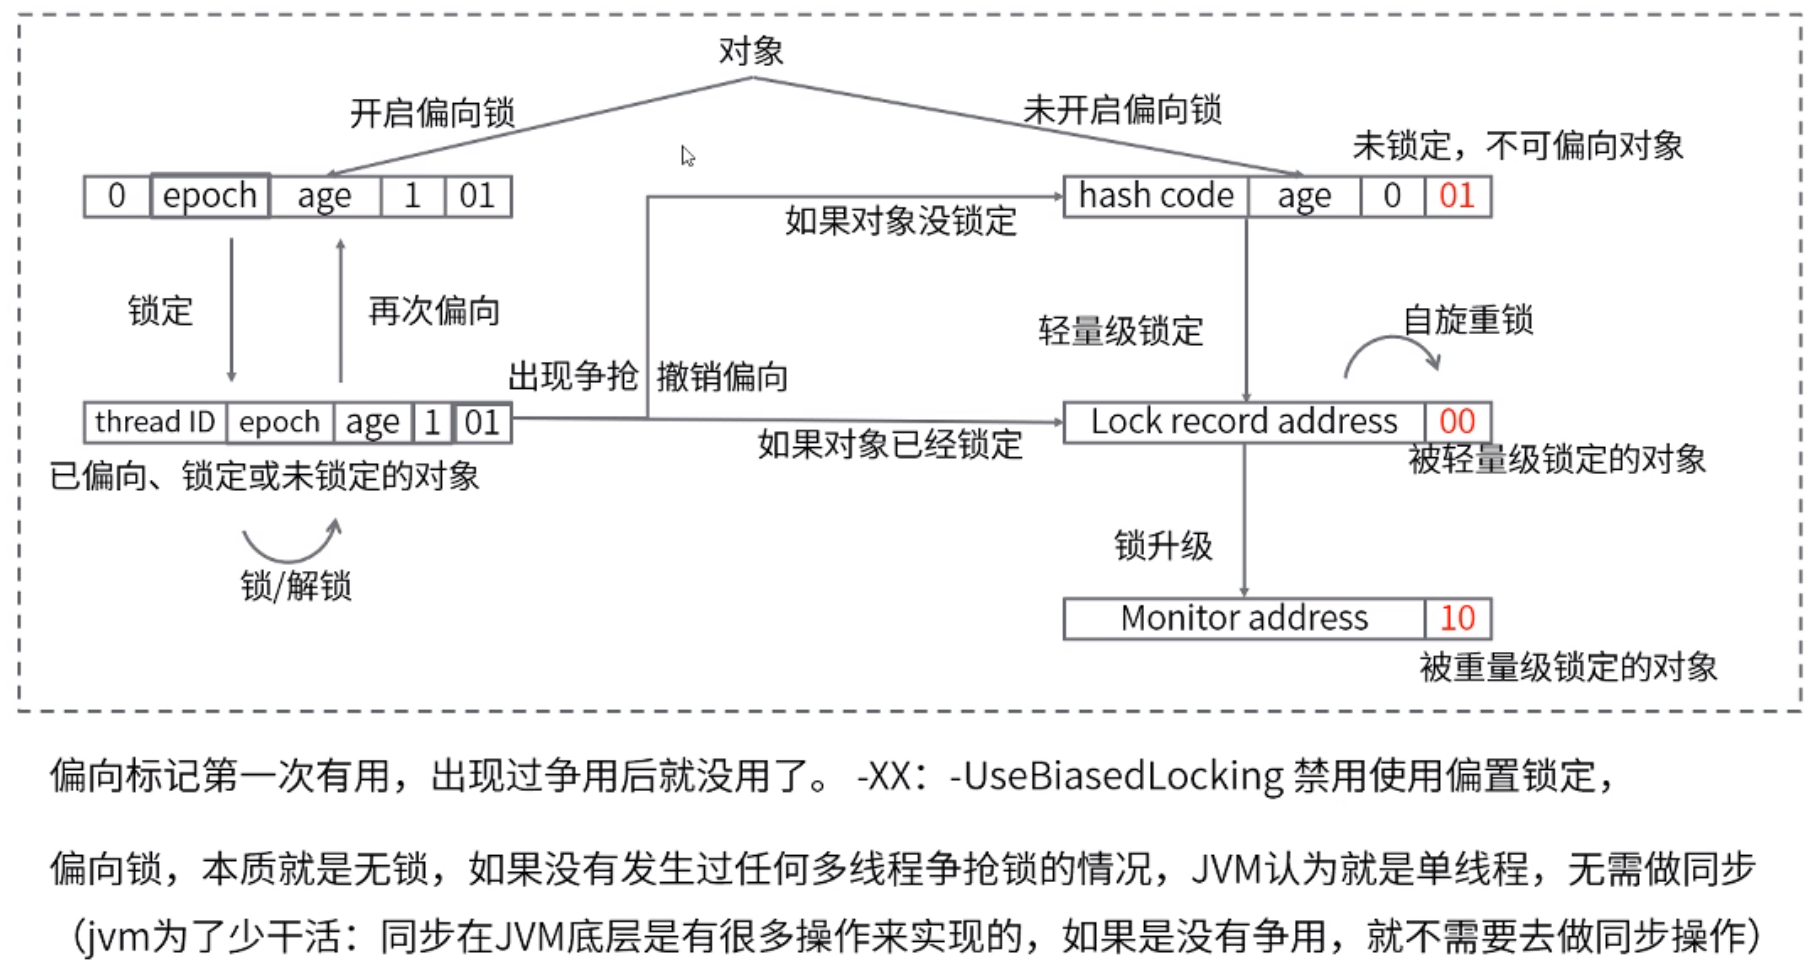 对象
开启偏向锁
未开启偏向锁
未锁定，不可偏向对象
0 epoch age 1 01
hash code age 0 01
如果对象没锁定
锁定
再次偏向
轻量级锁定
自旋重锁
出现争抢 撤销偏向
thread ID epoch age 1 01
Lock record address 00
如果对象已经锁定
被轻量级锁定的对象
已偏向、锁定或未锁定的对象
锁升级
锁/解锁
Monitor address 10
被重量级锁定的对象
偏向标记第一次有用，出现过争用后就没用了。 -XX：-UseBiasedLocking 禁用使用偏置锁定，
偏向锁，本质就是无锁，如果没有发生过任何多线程争抢锁的情况，JVM认为就是单线程，无需做同步
（jvm为了少干活：同步在JVM底层是有很多操作来实现的，如果是没有争用，就不需要去做同步操作）